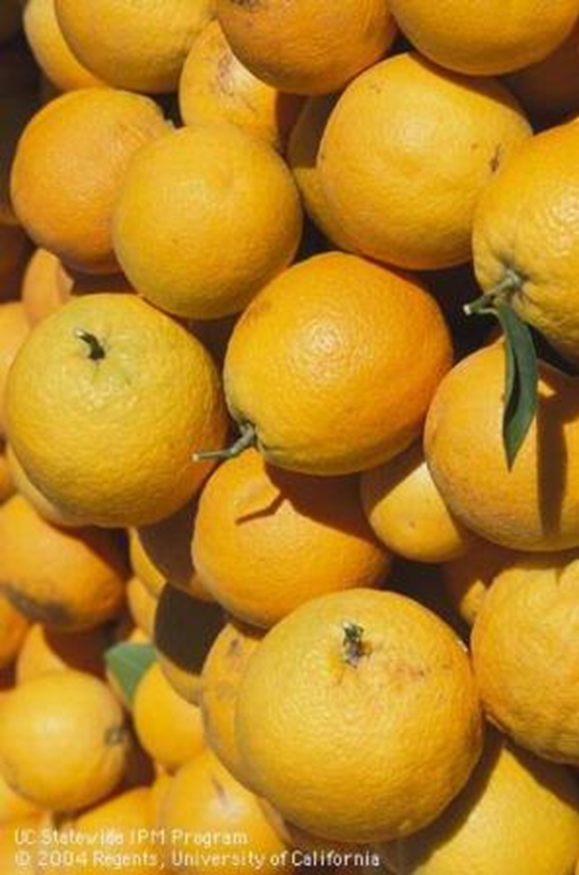 UC Statewide IPM Program
© 2004 Regents, University of California